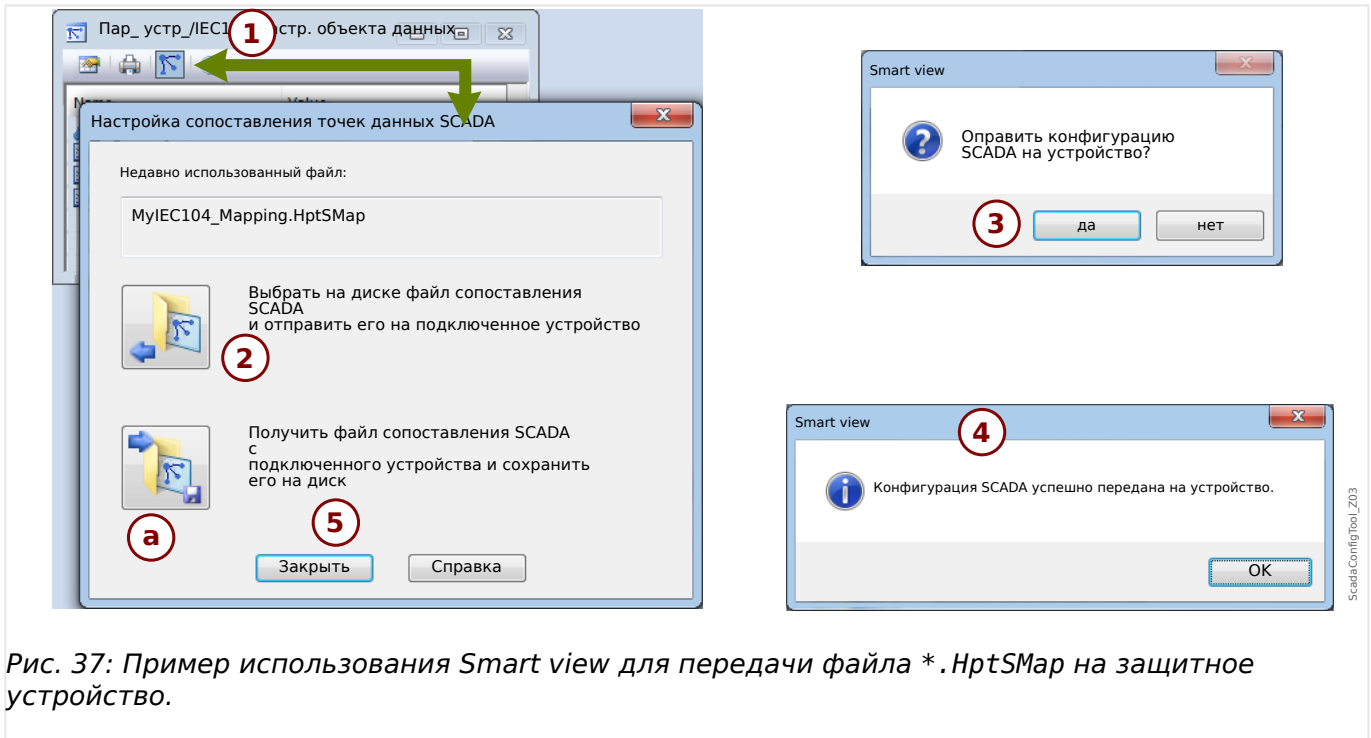 Пар_ устр_/IEC1 стр. объекта данных
1
Name
Value
Настройка сопоставления точек данных SCADA
Недавно использованный файл:
MyIEC104_Mapping.HptSMap
Выбрать на диске файл сопоставления
SCADA
и отправить его на подключенное устройство
2
Получить файл сопоставления SCADA
с
подключенного устройства и сохранить
его на диск
a
5
Закрыть
Справка
Smart view
Оправить конфигурацию
SCADA на устройство?
3
да
нет
Smart view
4
Конфигурация SCADA успешно передана на устройство.
OK
ScadaConfigTool_Z03
Рис. 37: Пример использования Smart view для передачи файла *.HptSMap на защитное
устройство.